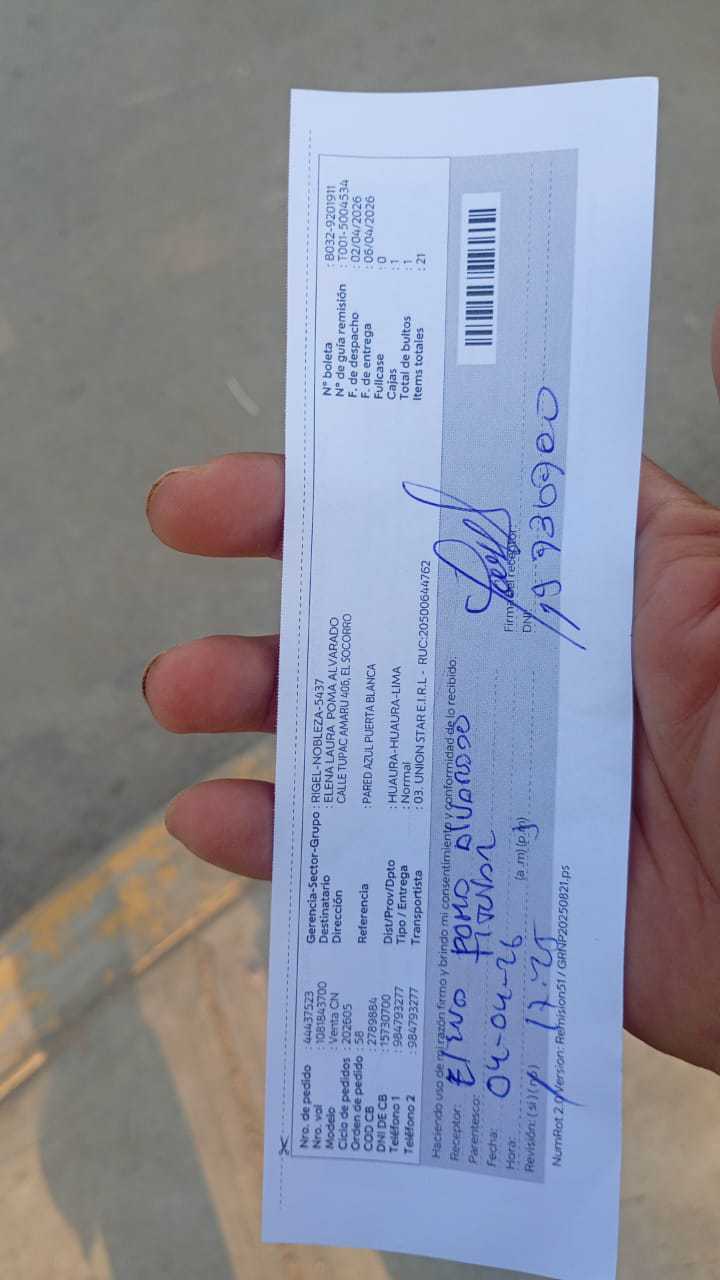 Nro. de pedido : 44437523
Nro. vol : 1081843700
Modelo : Venta CN
Ciclo de pedidos : 202605
Orden de pedido : 58
COD CB : 2789884
DNI DE CB : 15730700
Teléfono 1 : 984793277
Teléfono 2 : 984793277
Gerencia-Sector-Grupo : RIGEL-NOBLEZA-5437
Destinatario : ELENA LAURA POMA ALVARADO
Dirección CALLE TUPAC AMARU 406, EL SOCORRO
Referencia : PARED AZUL PUERTA BLANCA
Dist/Prov/Dpto : HUAURA-HUAURA-LIMA
Tipo / Entrega : Normal
Transportista : 03. UNION STAR E.I.R.L - RUC:20500644762
N° boleta : B032-9201911
N° de guía remisión : T001-5004534
F. de despacho : 02/04/2026
F. de entrega : 06/04/2026
Fullcase : 0
Cajas : 1
Total de bultos : 1
Items totales : 21
Haciendo uso de mi razón firmo y brindo mi consentimiento y conformidad de lo recibido.
Receptor: Elena Poma Alvarado
Parentesco: Titular
Fecha: 04-04-26
Hora: 17:25 (a.m) (p.m)
Revisión: (si) (no)
Firma del receptor:
DNI:
NumRot 2.0 Version: Remision51 / GRNP20250821.ps